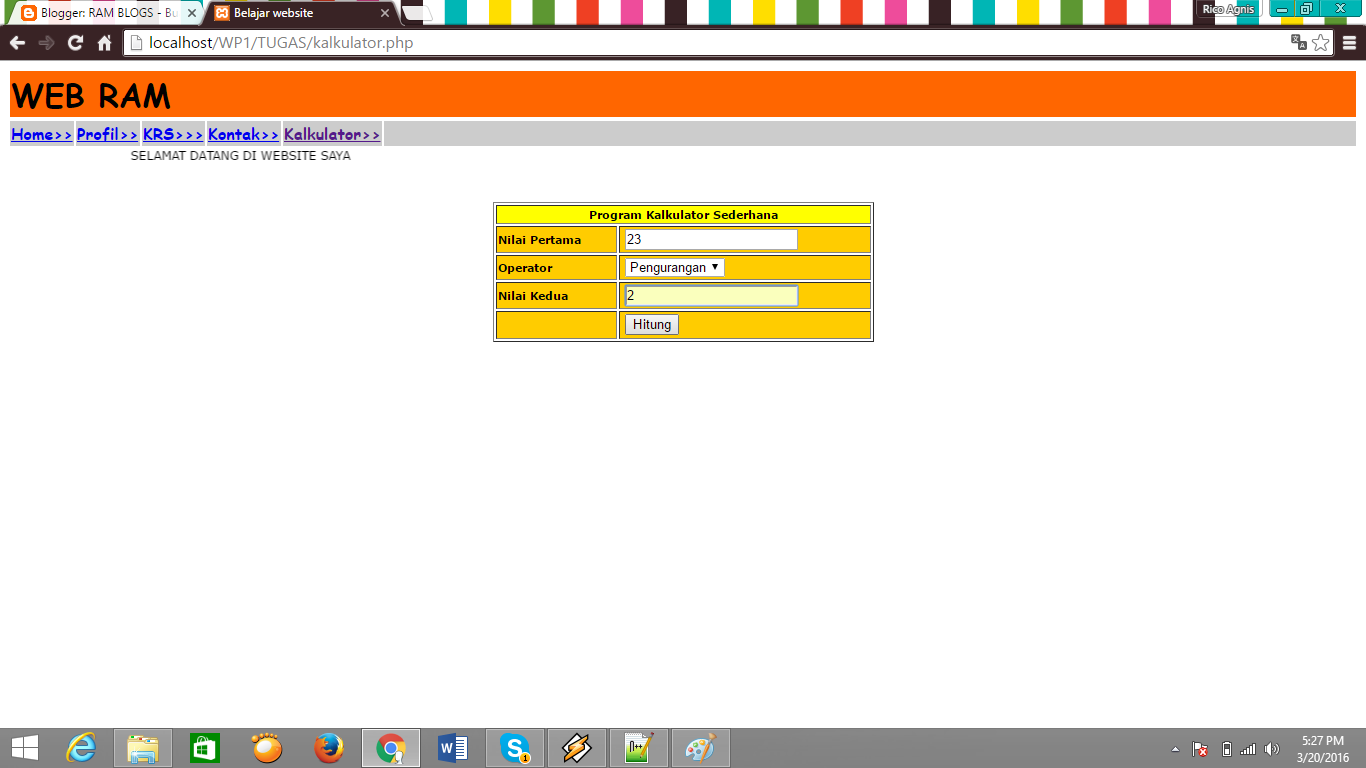 Blogger: RAM BLOGS - Bu
Belajar website
Rico Agnis
localhost/WP1/TUGAS/kalkulator.php
WEB RAM
Home>> Profil>> KRS>>> Kontak>> Kalkulator>>
SELAMAT DATANG DI WEBSITE SAYA
Program Kalkulator Sederhana
Nilai Pertama 23
Operator Pengurangan
Nilai Kedua 2
Hitung
5:27 PM
3/20/2016